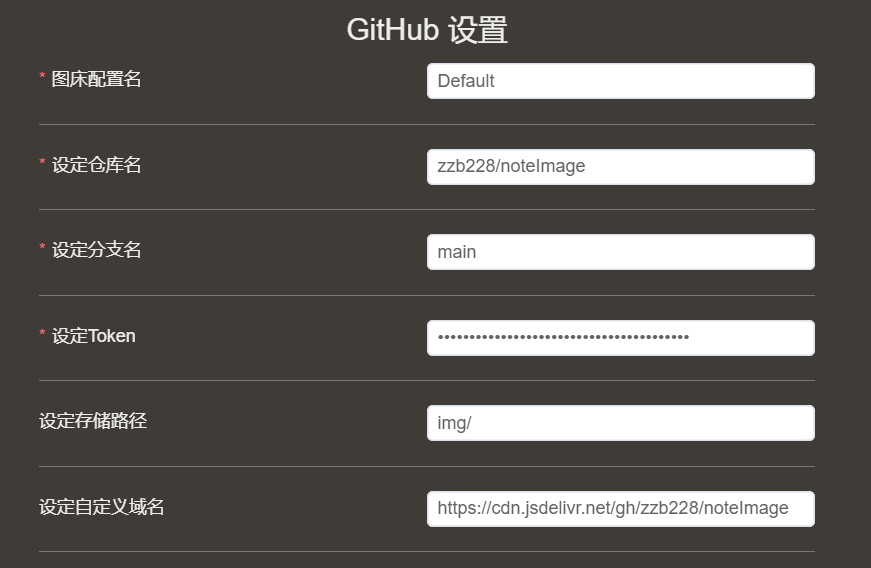 GitHub 设置
* 图床配置名
Default
* 设定仓库名
zzb228/noteImage
* 设定分支名
main
* 设定Token
••••••••••••••••••••••••••••••••••••••••
设定存储路径
img/
设定自定义域名
https://cdn.jsdelivr.net/gh/zzb228/noteImage